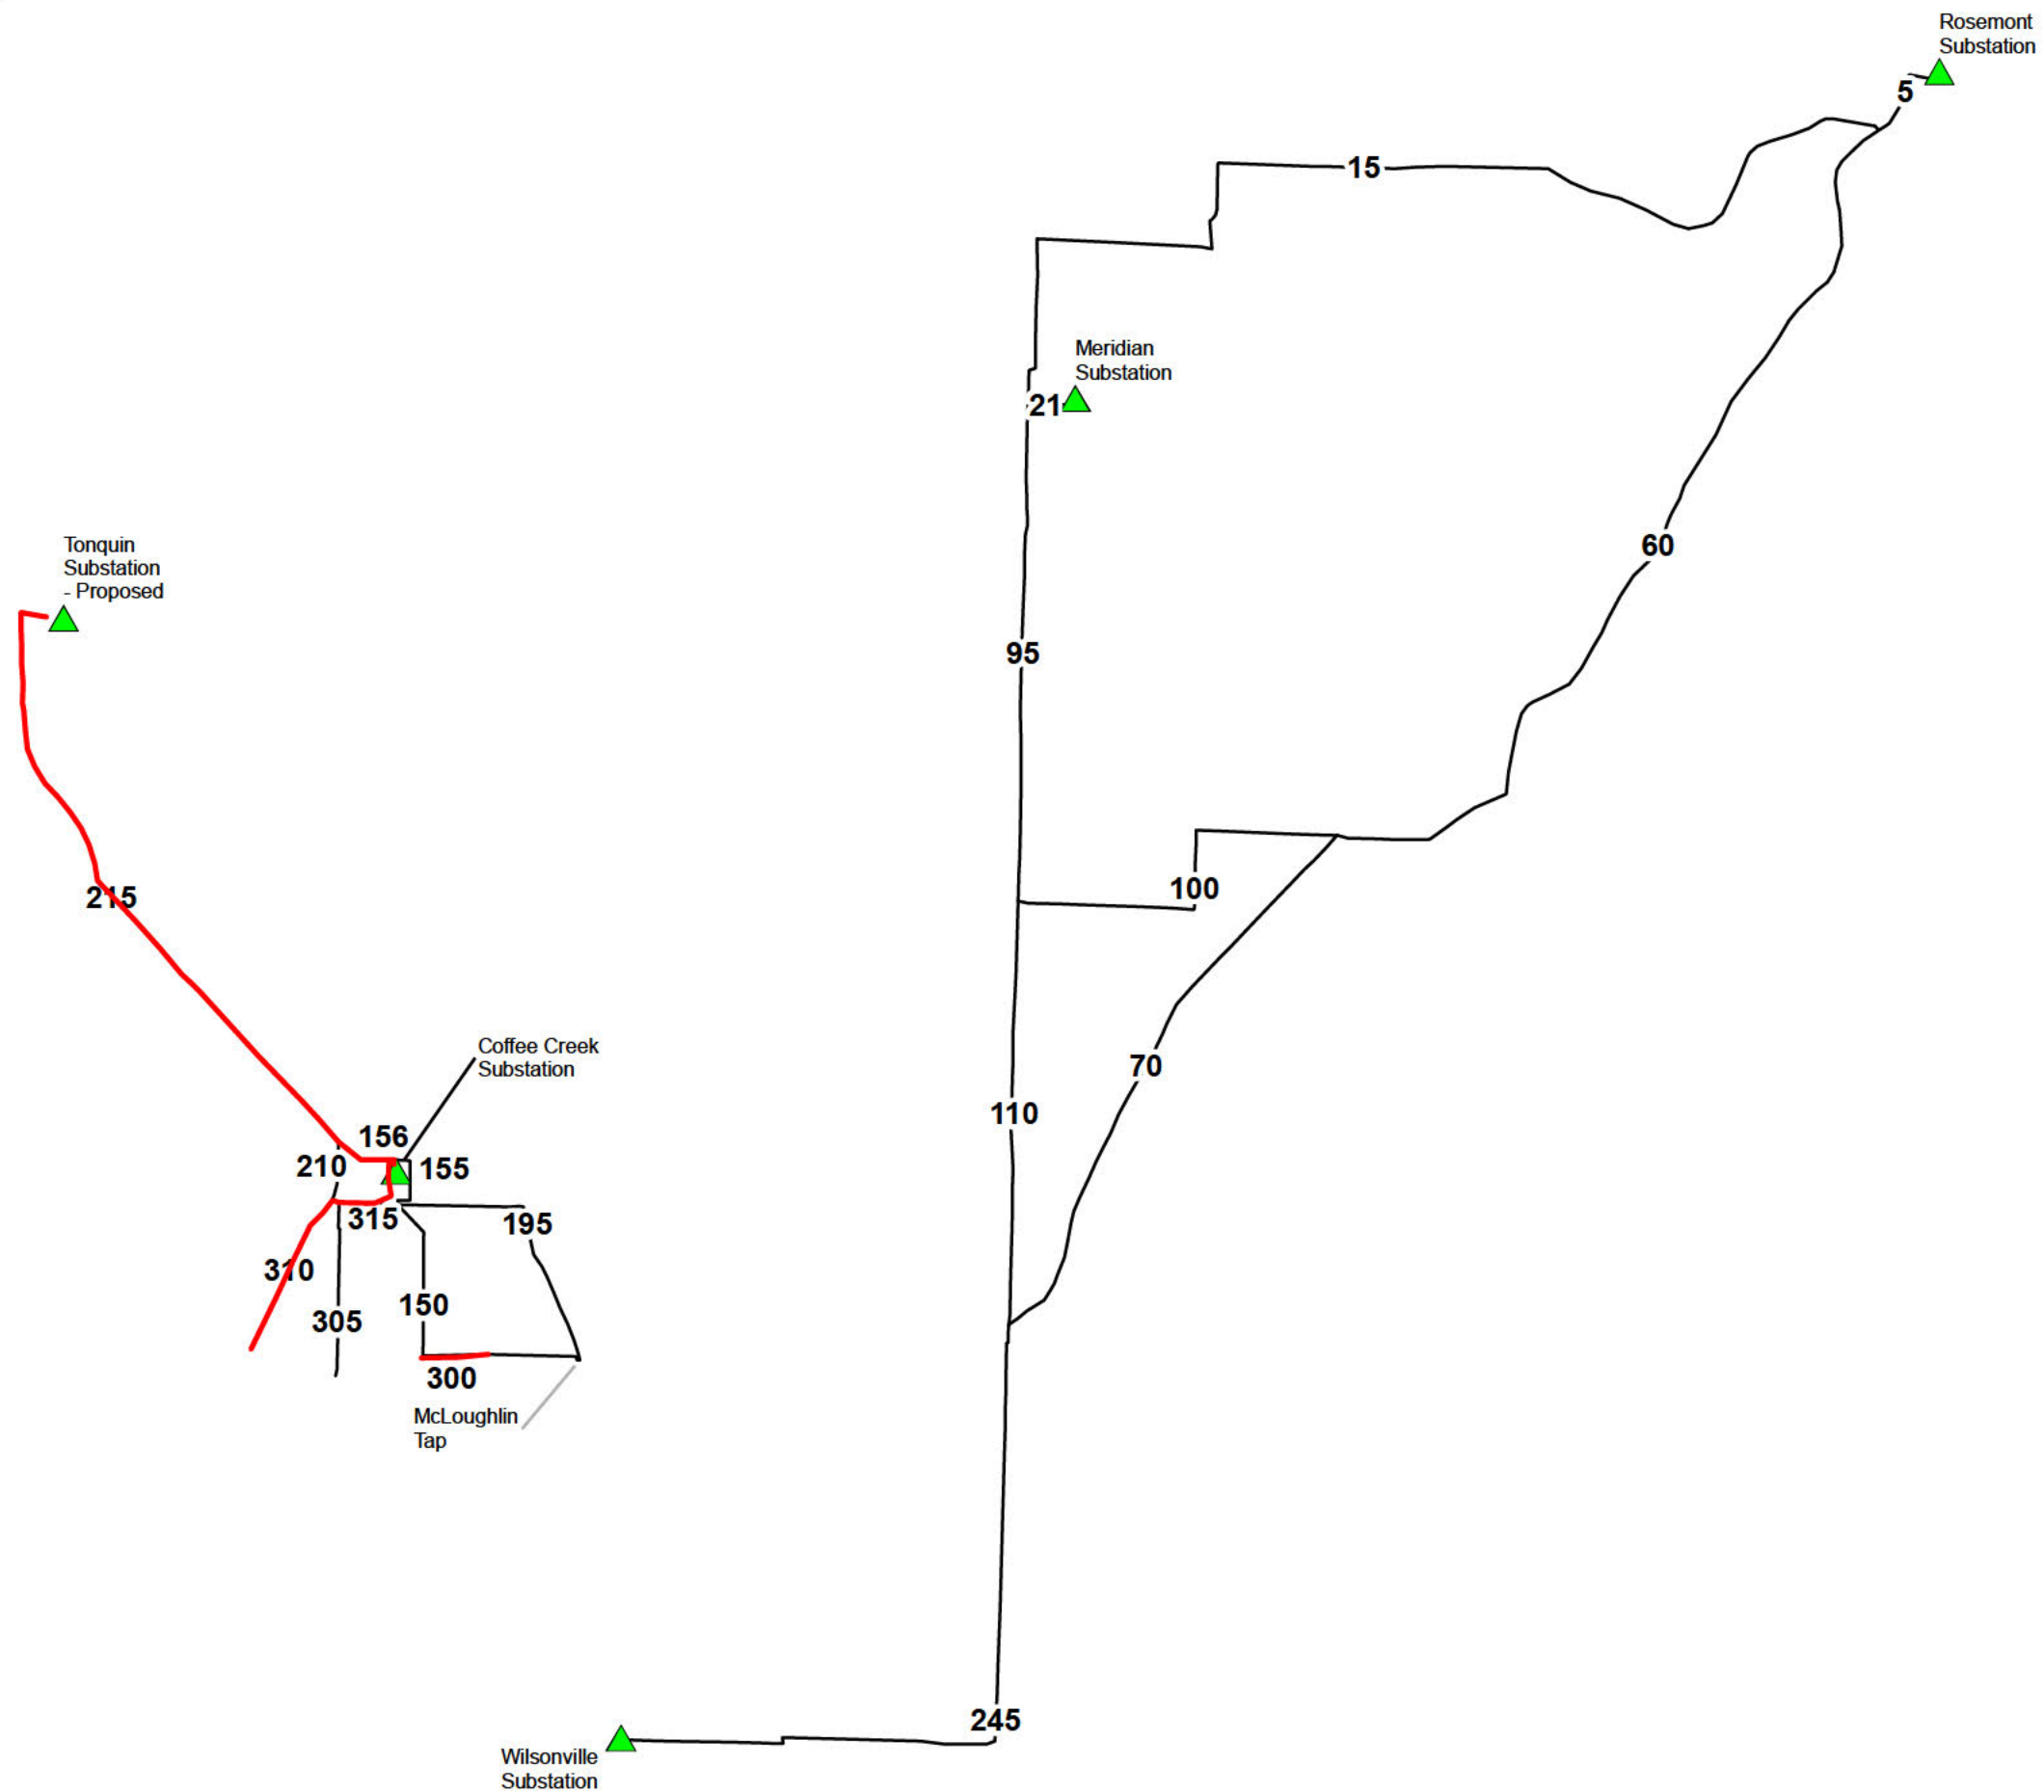 Rosemont
Substation
5
15
Meridian
Substation
21
Tonquin
Substation
- Proposed
60
95
100
215
Coffee Creek
Substation
70
110
156
210
155
315
195
310
150
305
300
McLoughlin
Tap
245
Wilsonville
Substation